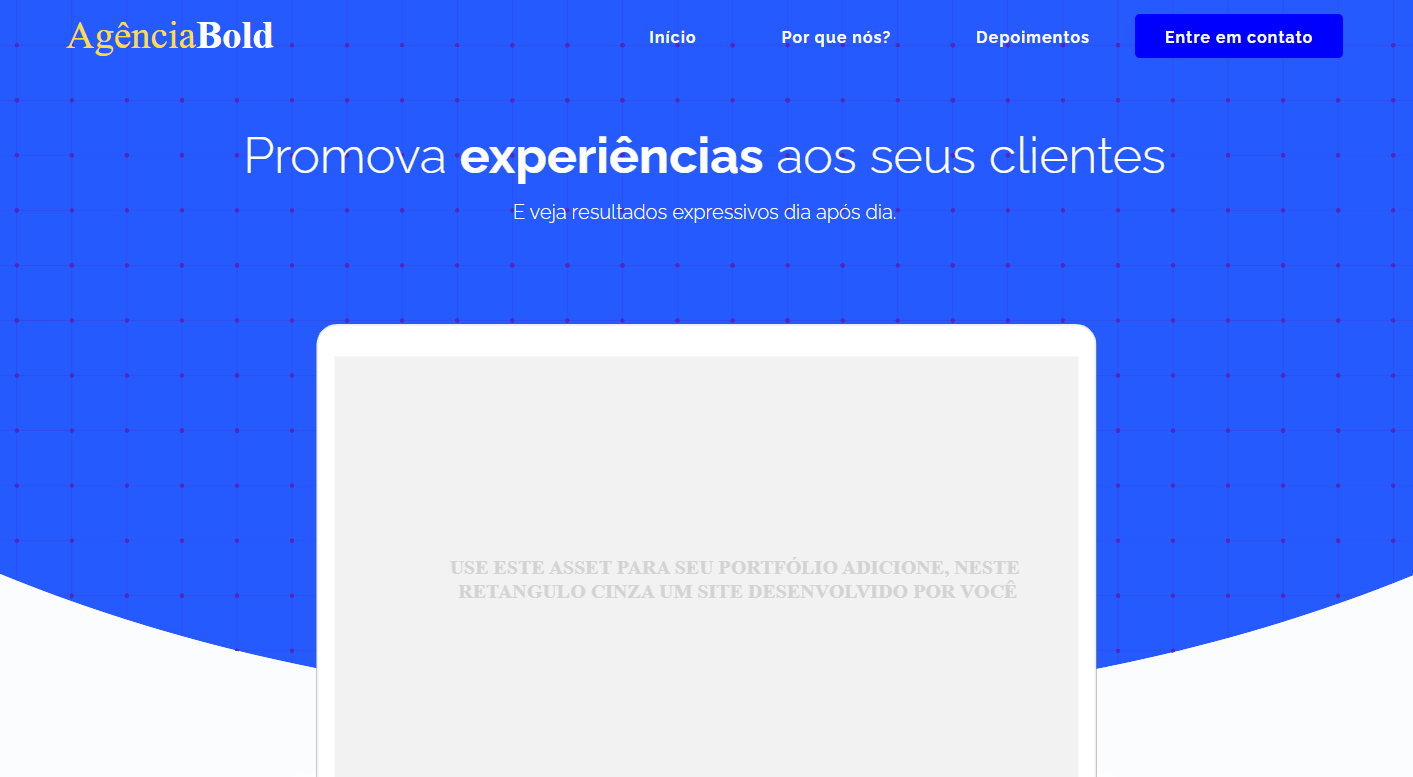 AgênciaBold
Início
Por que nós?
Depoimentos
Entre em contato
Promova experiências aos seus clientes
E veja resultados expressivos dia após dia.
USE ESTE ASSET PARA SEU PORTFÓLIO ADICIONE, NESTE
RETANGULO CINZA UM SITE DESENVOLVIDO POR VOCÊ